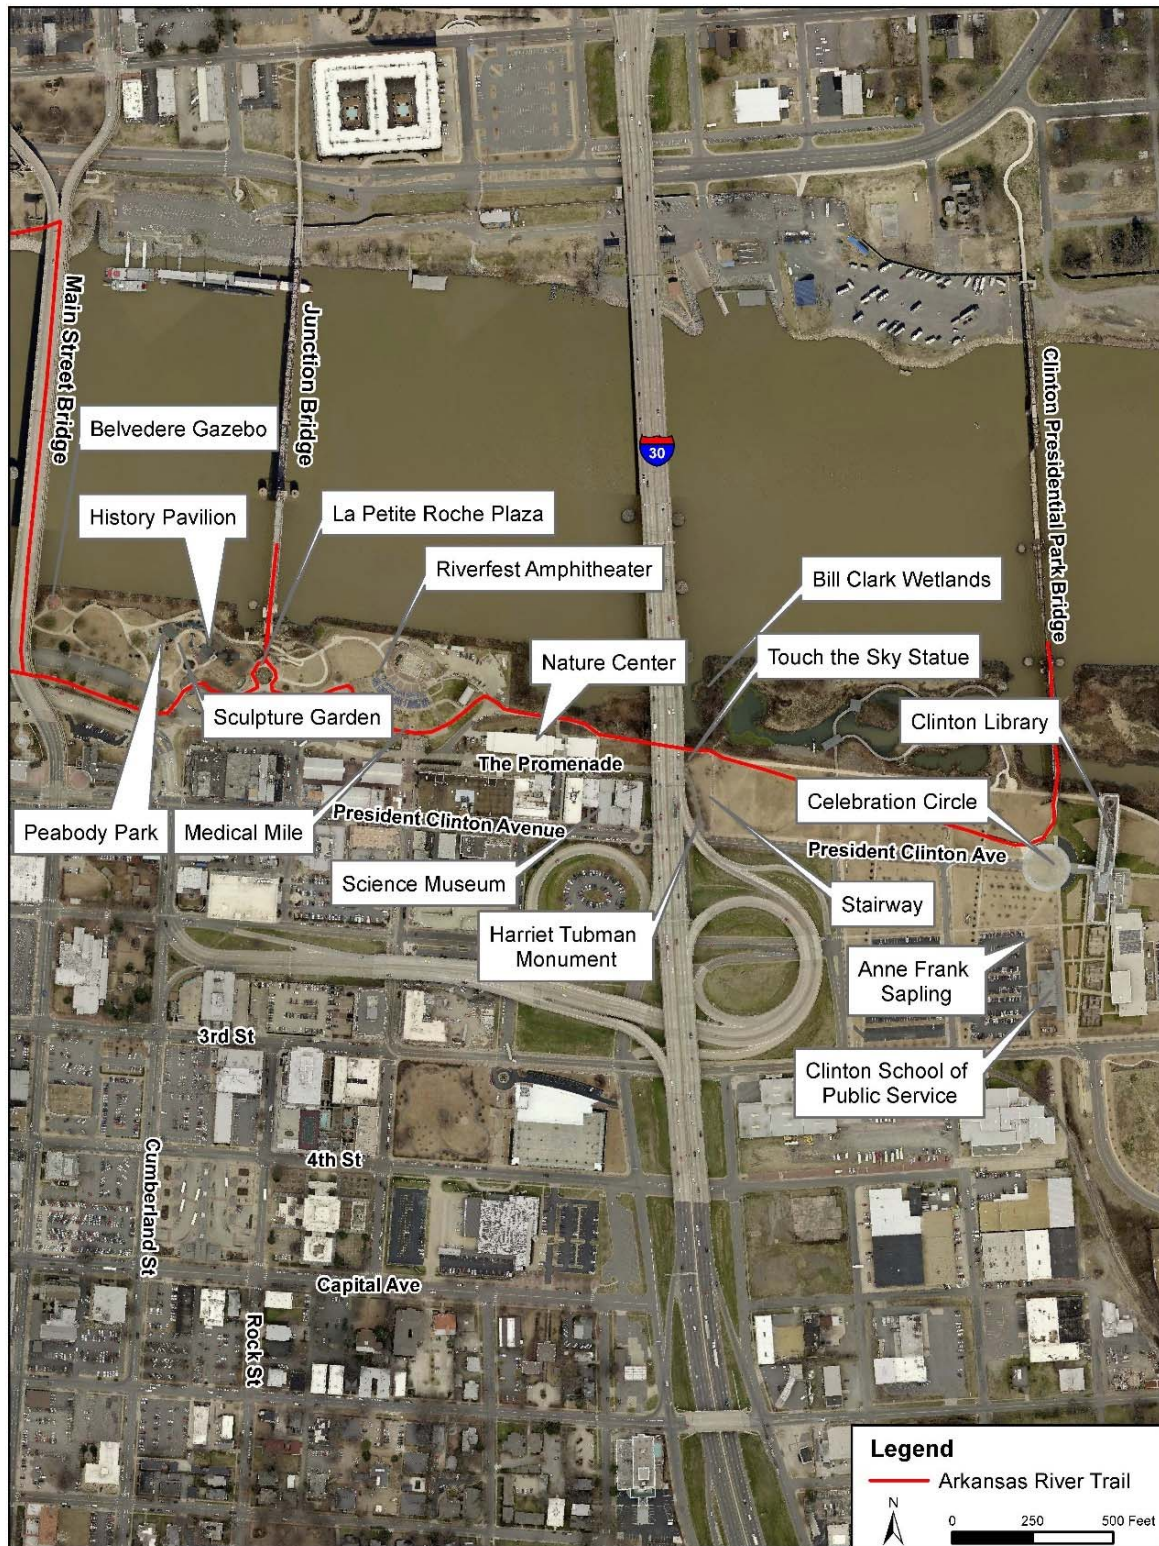 Main Street Bridge
Junction Bridge
Clinton Presidential Park Bridge
30
Belvedere Gazebo
History Pavilion
La Petite Roche Plaza
Riverfest Amphitheater
Bill Clark Wetlands
Nature Center
Touch the Sky Statue
Sculpture Garden
Clinton Library
The Promenade
Peabody Park
Medical Mile
President Clinton Avenue
Celebration Circle
President Clinton Ave
Science Museum
Stairway
Harriet Tubman
Monument
Anne Frank
Sapling
3rd St
Clinton School of
Public Service
4th St
Cumberland St
Capital Ave
Rock St
Legend
Arkansas River Trail
N
0 250 500 Feet